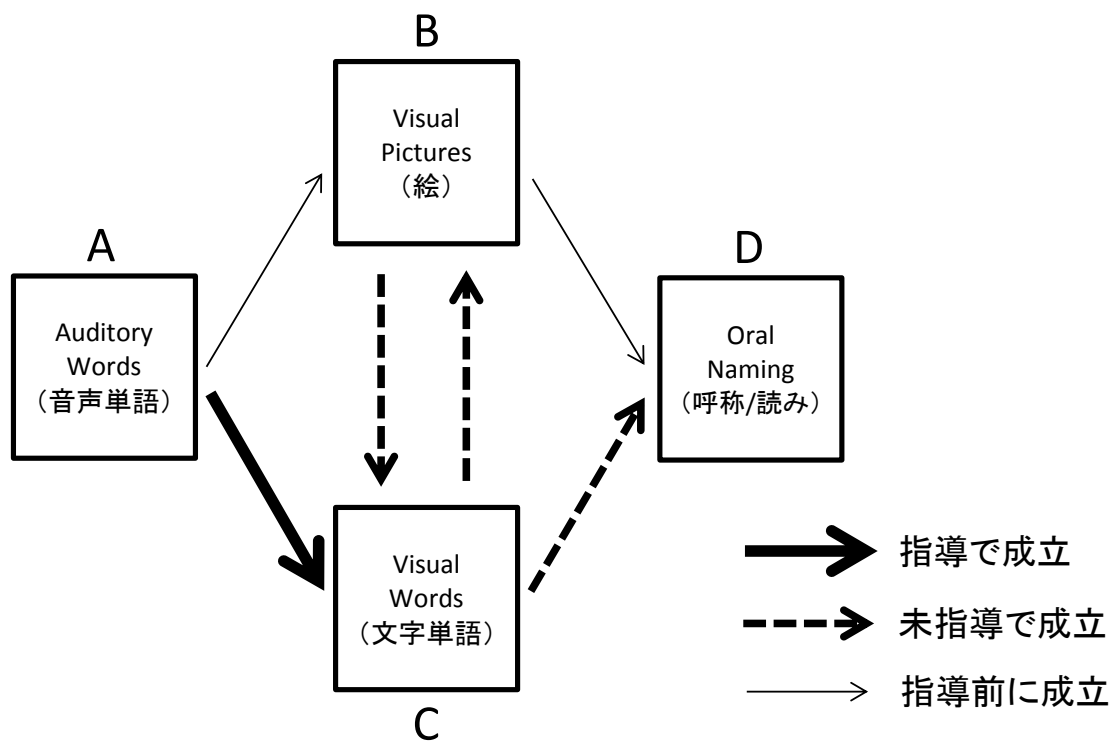 B
Visual
Pictures
（絵）
A
Auditory
Words
（音声単語）
D
Oral
Naming
（呼称/読み）
Visual
Words
（文字単語）
C
指導で成立
未指導で成立
指導前に成立